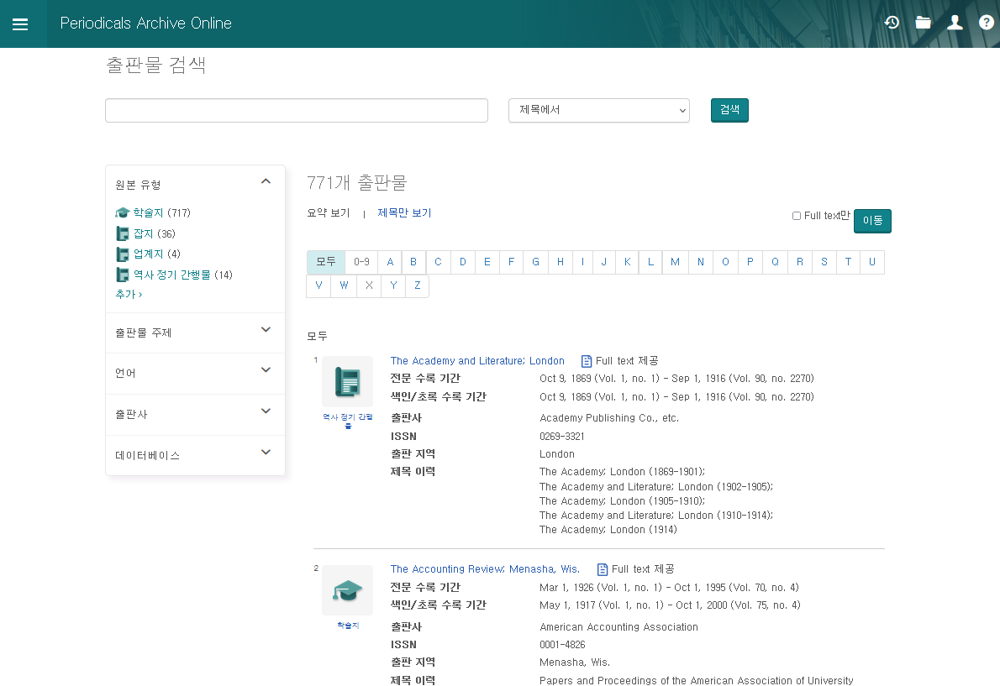 Periodicals Archive Online
출판물 검색
제목에서
검색
원본 유형
학술지 (717)
잡지 (36)
업계지 (4)
역사 정기 간행물 (14)
추가 ›
출판물 주제
언어
출판사
데이터베이스
771개 출판물
요약 보기 | 제목만 보기
Full text만 이동
모두 0-9 A B C D E F G H I J K L M N O P Q R S T U
V W X Y Z
모두
1
역사 정기 간행물
The Academy and Literature; London Full text 제공
전문 수록 기간 Oct 9, 1869 (Vol. 1, no. 1) - Sep 1, 1916 (Vol. 90, no. 2270)
색인/초록 수록 기간 Oct 9, 1869 (Vol. 1, no. 1) - Sep 1, 1916 (Vol. 90, no. 2270)
출판사 Academy Publishing Co., etc.
ISSN 0269-3321
출판 지역 London
제목 이력 The Academy; London (1869-1901);
The Academy and Literature; London (1902-1905);
The Academy; London (1905-1910);
The Academy and Literature; London (1910-1914);
The Academy; London (1914)
2
학술지
The Accounting Review; Menasha, Wis. Full text 제공
전문 수록 기간 Mar 1, 1926 (Vol. 1, no. 1) - Oct 1, 1995 (Vol. 70, no. 4)
색인/초록 수록 기간 May 1, 1917 (Vol. 1, no. 1) - Oct 1, 2000 (Vol. 75, no. 4)
출판사 American Accounting Association
ISSN 0001-4826
출판 지역 Menasha, Wis.
제목 이력 Papers and Proceedings of the American Association of University